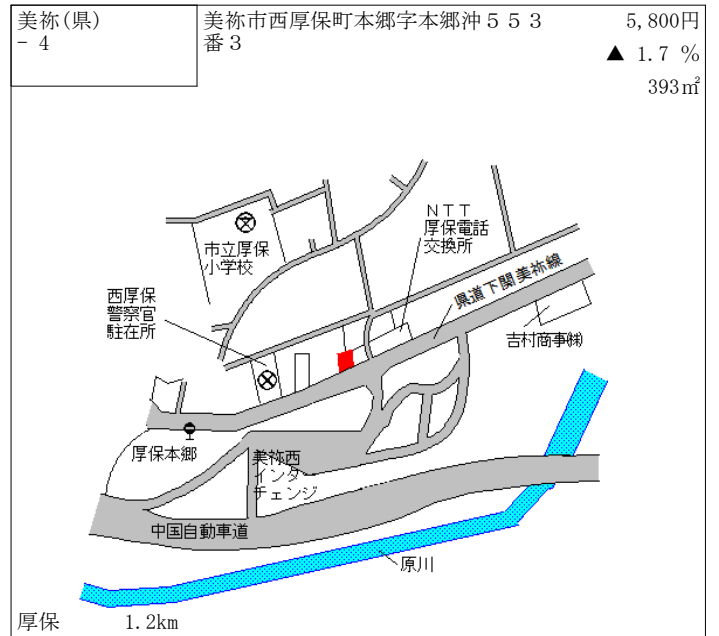 美祢(県)
－4
美祢市西厚保町本郷字本郷沖５５３
番３
5,800円
▲ 1.7 %
393㎡
ＮＴＴ
厚保電話
交換所
市立厚保
小学校
県道下関美祢線
西厚保
警察官
駐在所
吉村商事㈱
厚保本郷
美祢西
インター
チェンジ
中国自動車道
原川
厚保 1.2km